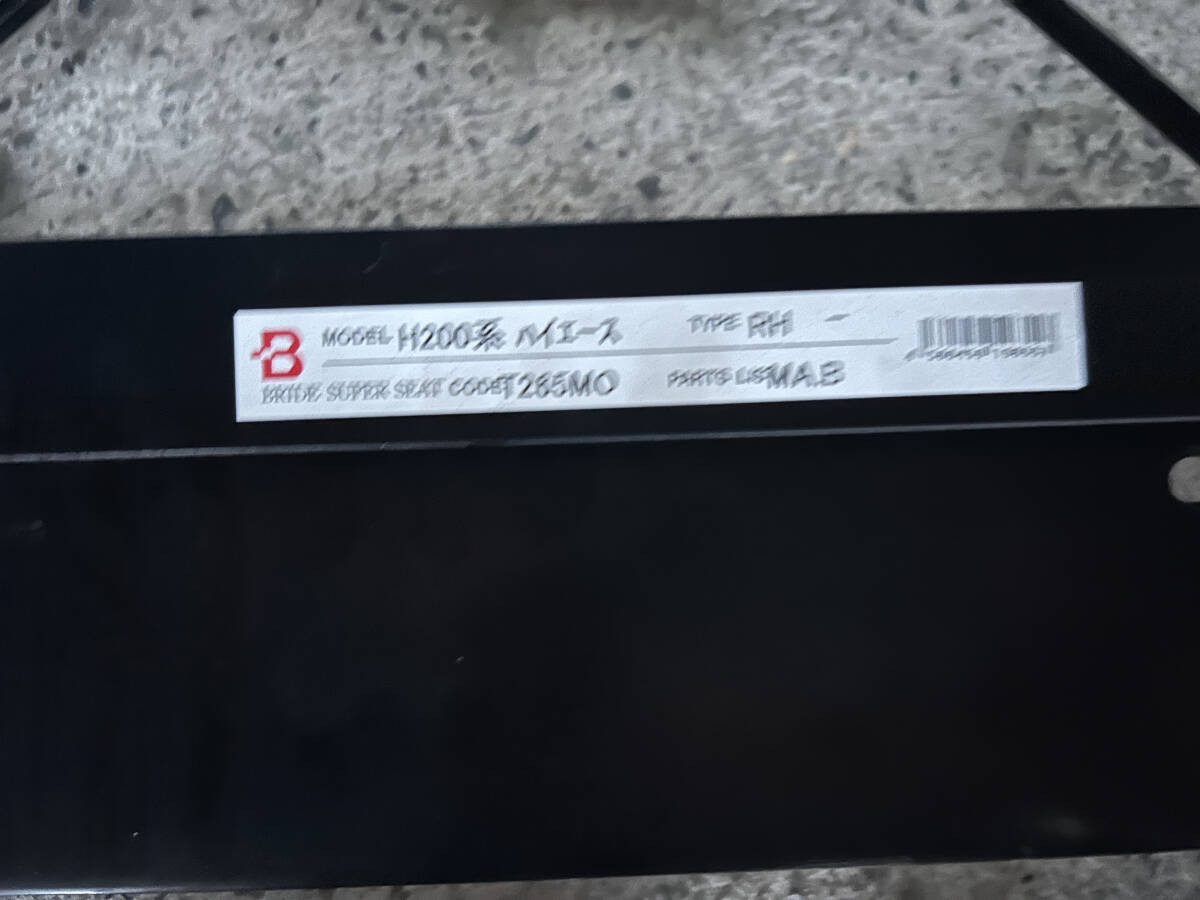 B
MODEL H200系 ハイエース TYPE RH -
BRIDE SUPER SEAT CODE T265MO PARTS LIST MA.B